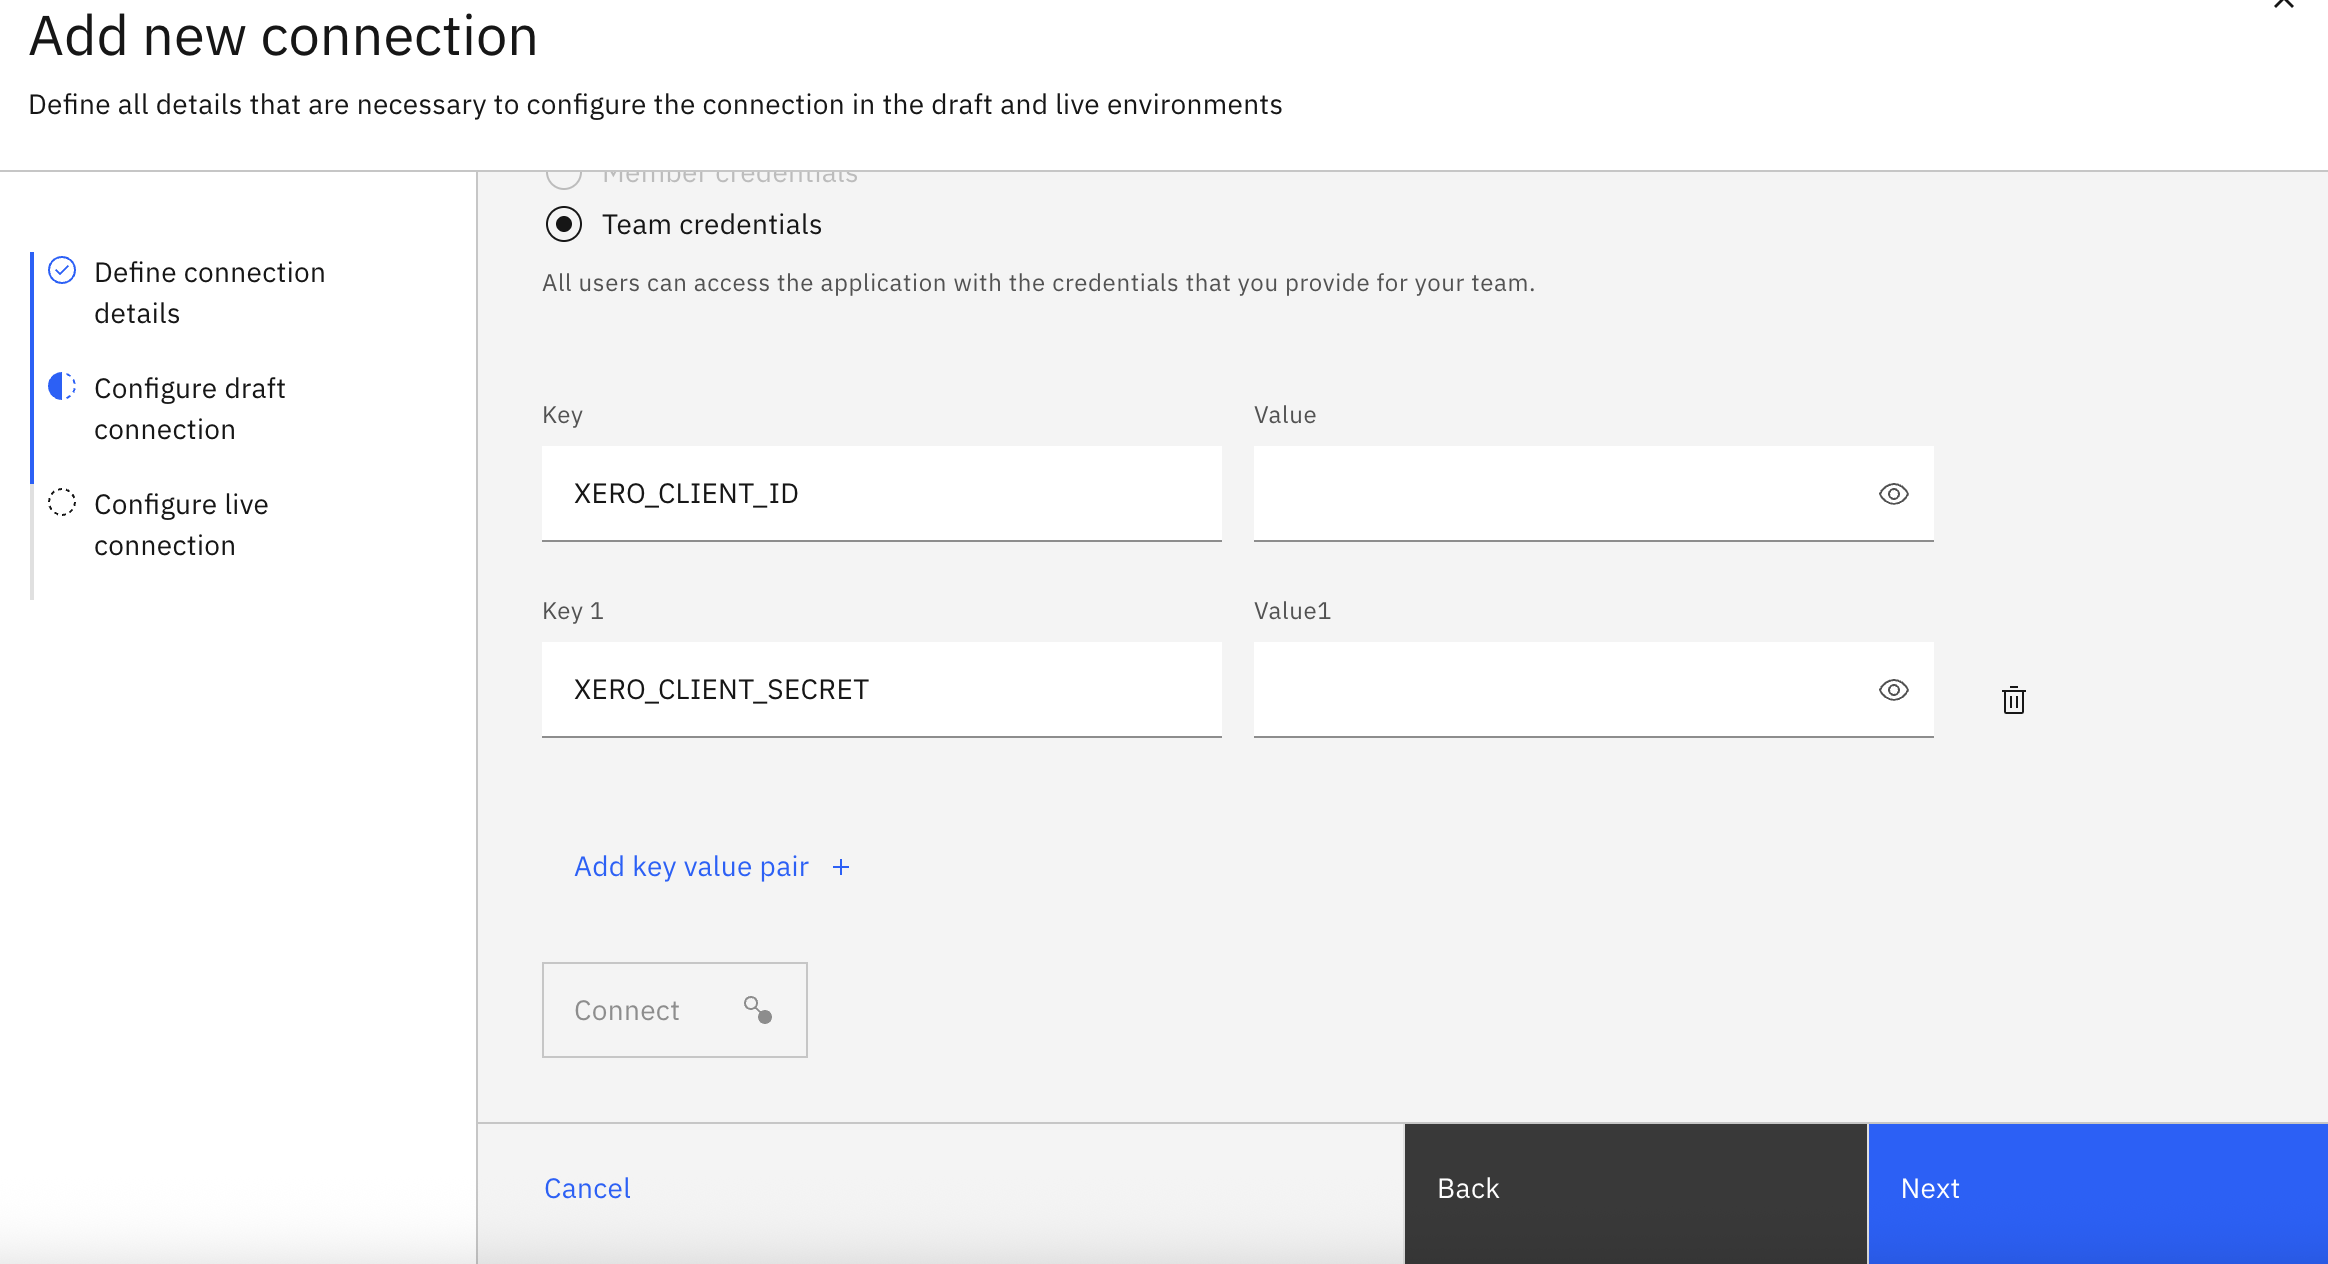 Add new connection
Define all details that are necessary to configure the connection in the draft and live environments
Define connection
details
Configure draft
connection
Configure live
connection
Member credentials
Team credentials
All users can access the application with the credentials that you provide for your team.
Key
Value
XERO_CLIENT_ID
Key 1
Value1
XERO_CLIENT_SECRET
Add key value pair +
Connect
Cancel
Back
Next